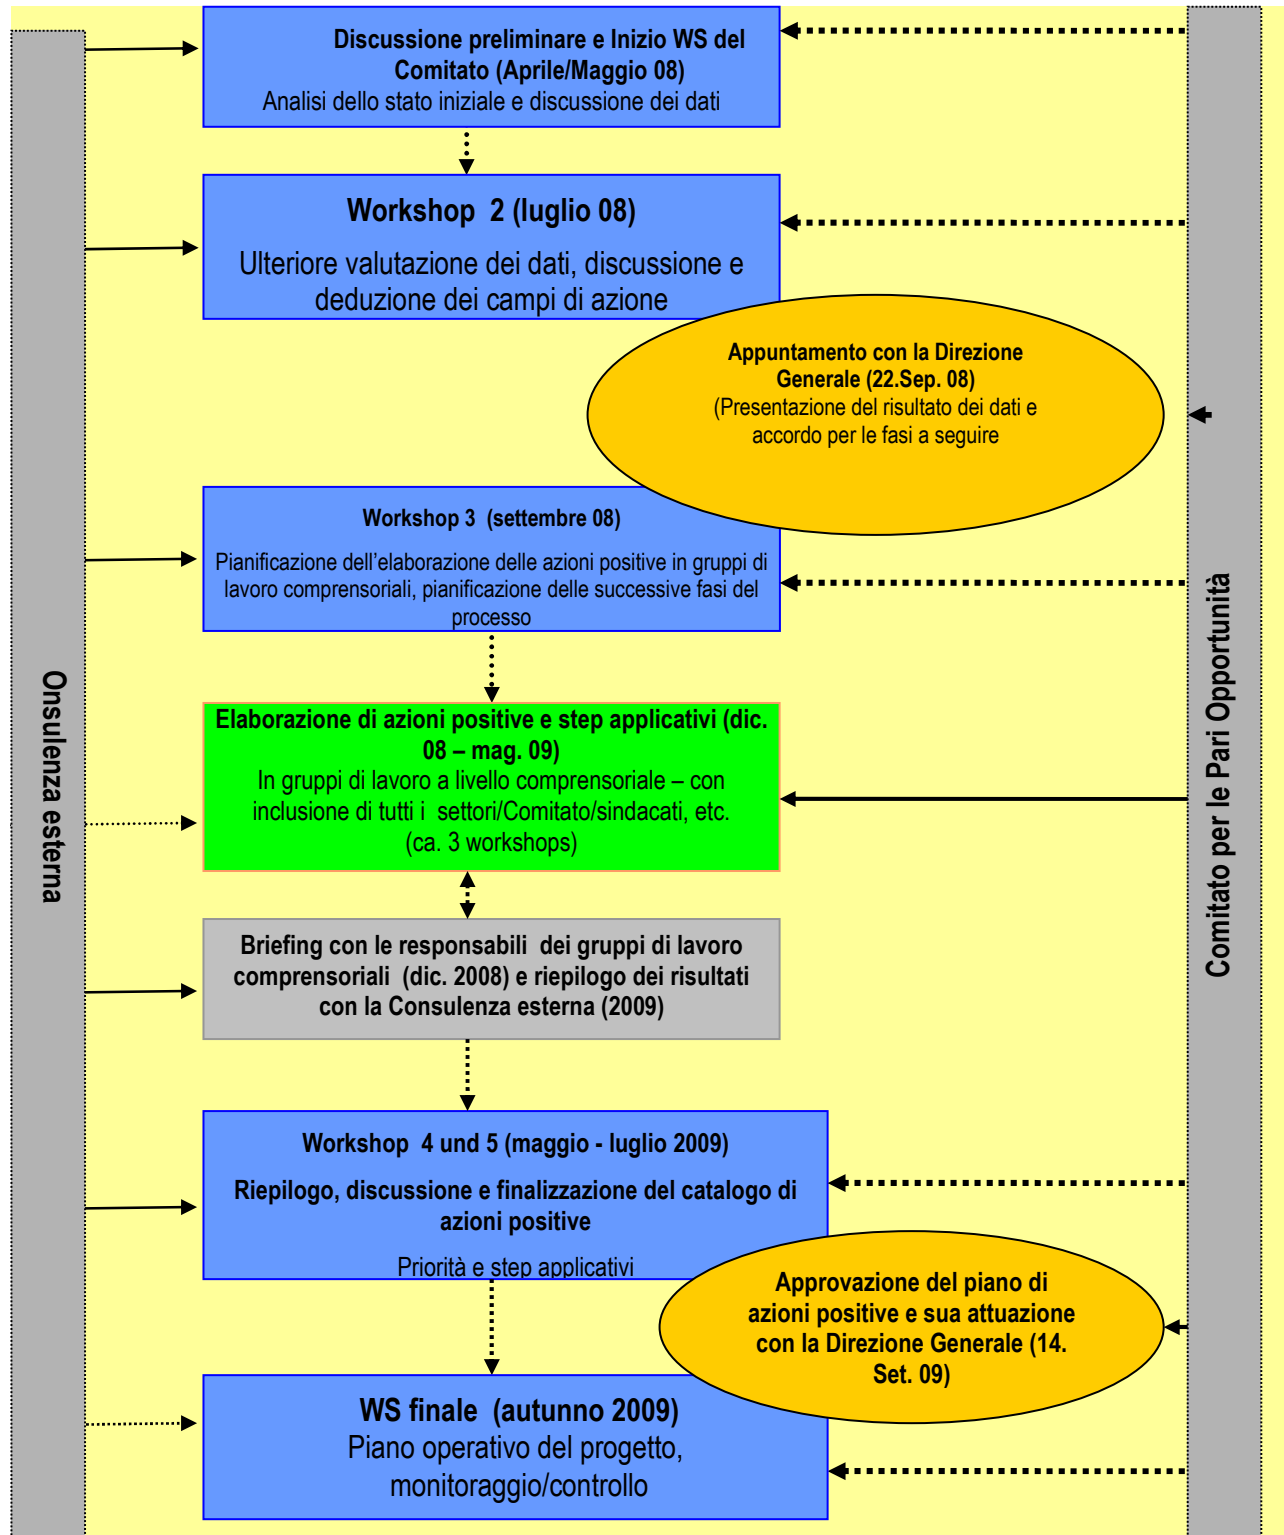 Discussione preliminare e Inizio WS del
Comitato (Aprile/Maggio 08)
Analisi dello stato iniziale e discussione dei dati
Workshop 2 (luglio 08)
Ulteriore valutazione dei dati, discussione e
deduzione dei campi di azione
Appuntamento con la Direzione
Generale (22.Sep. 08)
(Presentazione del risultato dei dati e
accordo per le fasi a seguire
Workshop 3 (settembre 08)
Pianificazione dell’elaborazione delle azioni positive in gruppi di
lavoro comprensoriali, pianificazione delle successive fasi del
processo
Elaborazione di azioni positive e step applicativi (dic.
08 – mag. 09)
In gruppi di lavoro a livello comprensoriale – con
inclusione di tutti i settori/Comitato/sindacati, etc.
(ca. 3 workshops)
Briefing con le responsabili dei gruppi di lavoro
comprensoriali (dic. 2008) e riepilogo dei risultati
con la Consulenza esterna (2009)
Workshop 4 und 5 (maggio - luglio 2009)
Riepilogo, discussione e finalizzazione del catalogo di
azioni positive
Priorità e step applicativi
Approvazione del piano di
azioni positive e sua attuazione
con la Direzione Generale (14.
Set. 09)
WS finale (autunno 2009)
Piano operativo del progetto,
monitoraggio/controllo
Onsulenza esterna
Comitato per le Pari Opportunità